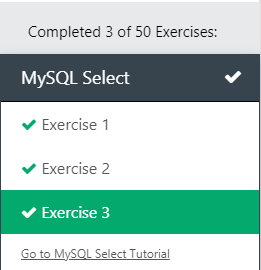 Completed 3 of 50 Exercises:
MySQL Select
Exercise 1
Exercise 2
Exercise 3
Go to MySQL Select Tutorial